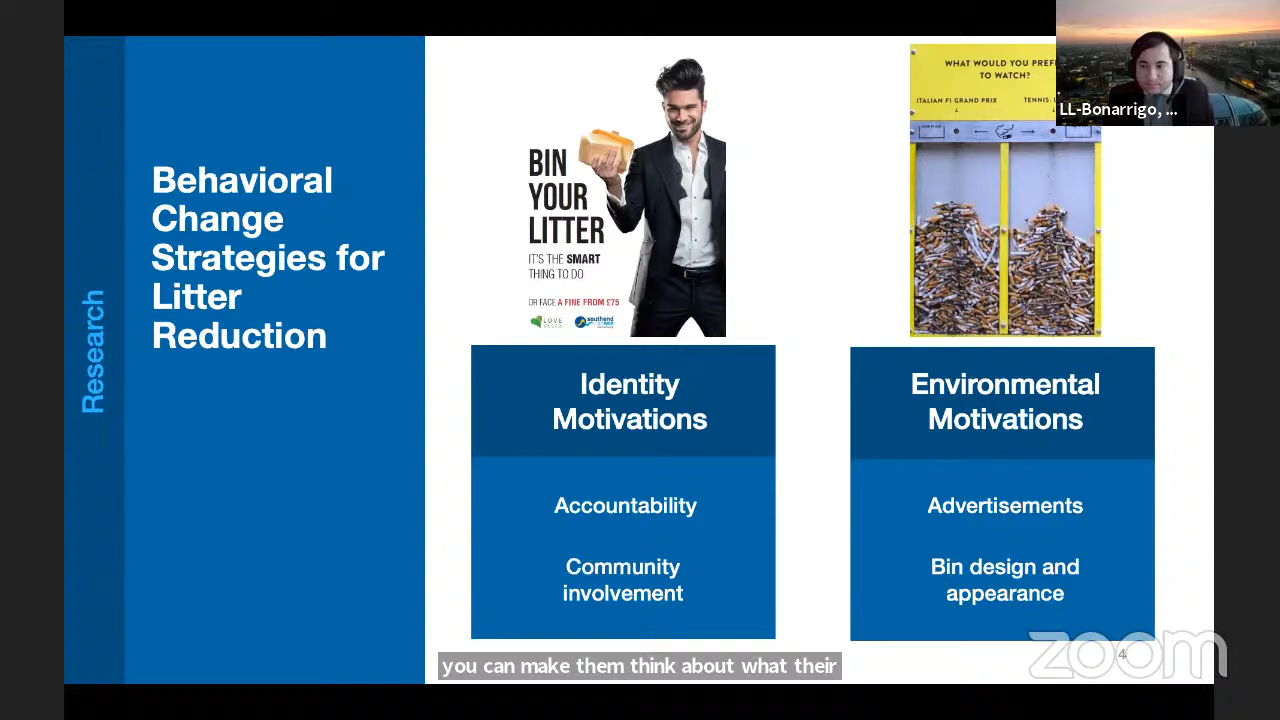 Research
Behavioral
Change
Strategies for
Litter
Reduction
BIN
YOUR
LITTER
IT'S THE SMART
THING TO DO
OR FACE A FINE FROM £75
LOVE
southend
on sea
WHAT WOULD YOU PREF
TO WATCH?
ITALIAN F1 GRAND PRIX
TENNIS
LL-Bonarrigo, ...
Identity
Motivations
Accountability
Community
involvement
Environmental
Motivations
Advertisements
Bin design and
appearance
you can make them think about what their
4
zoom